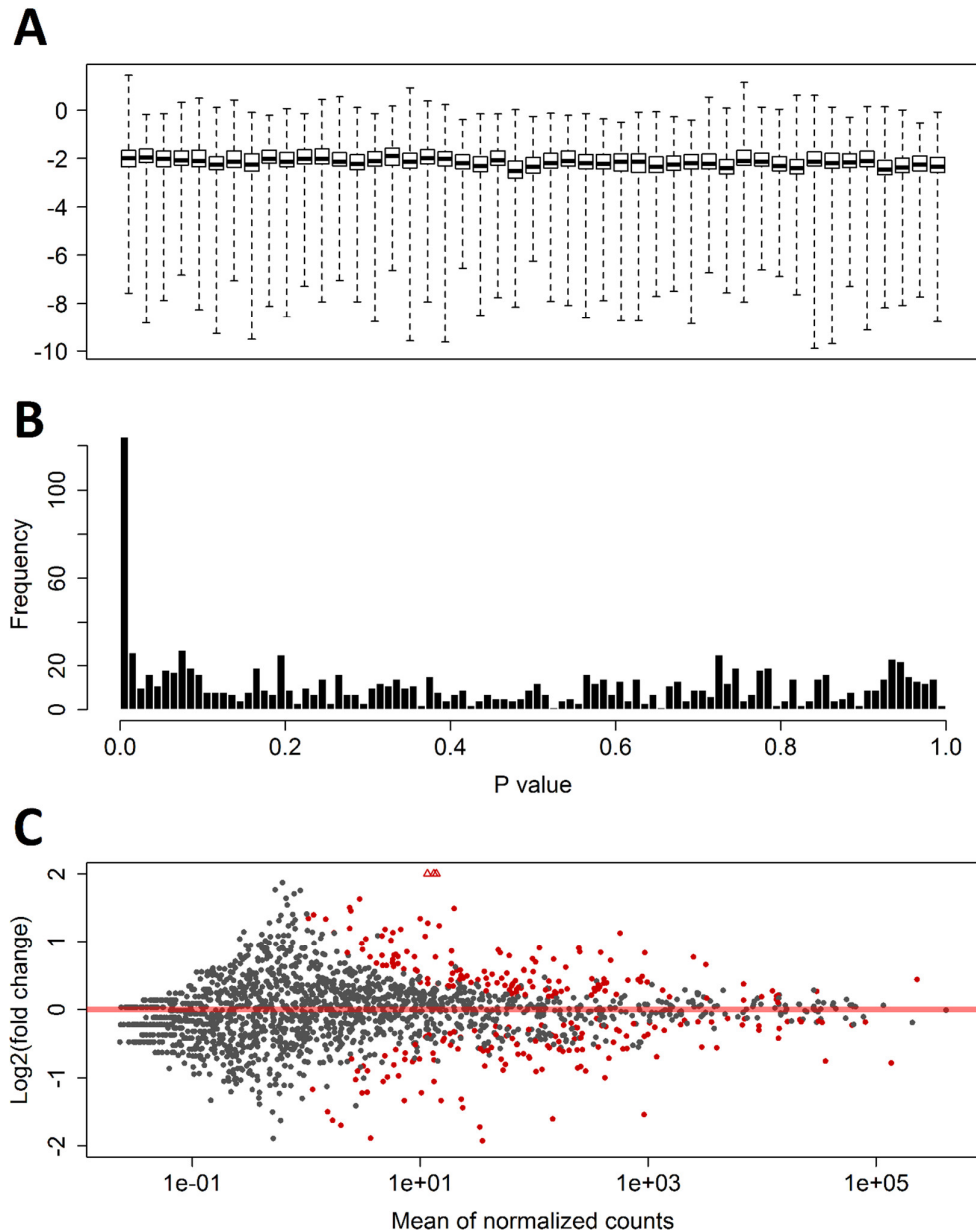 A
0
-2
-4
-6
-8
-10
B
100
60
20
0
Frequency
0.0 0.2 0.4 0.6 0.8 1.0
P value
C
2
1
0
-1
-2
Log2(fold change)
1e-01 1e+01 1e+03 1e+05
Mean of normalized counts